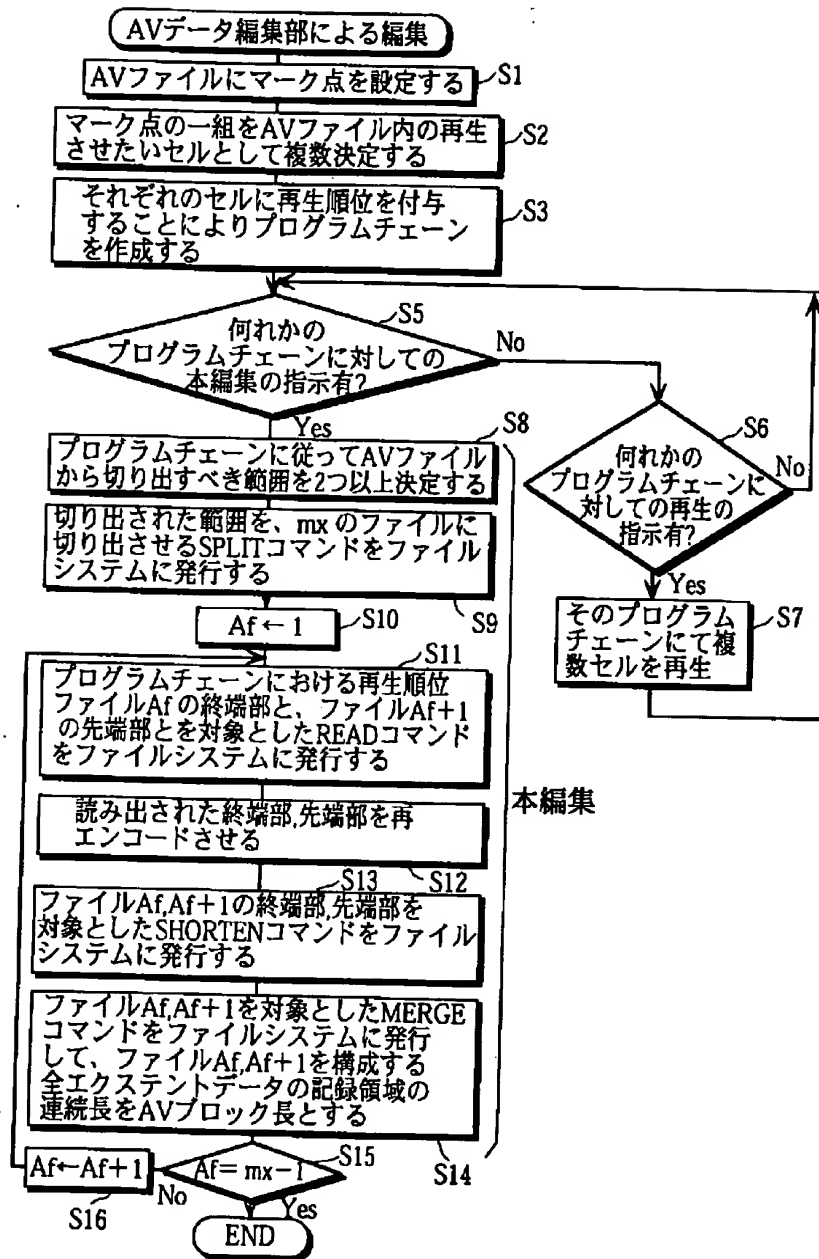 AVデータ編集部による編集
AVファイルにマーク点を設定する
S1
マーク点の一組をAVファイル内の再生
させたいセルとして複数決定する
S2
それぞれのセルに再生順位を付与
することによりプログラムチェーン
を作成する
S3
S5
何れかの
プログラムチェーンに対しての
本編集の指示有?
No
Yes
S6
何れかの
プログラムチェーンに
対しての再生の
指示有?
No
Yes
S7
そのプログラム
チェーンにて複
数セルを再生
S8
プログラムチェーンに従ってAVファイル
から切り出すべき範囲を2つ以上決定する
切り出された範囲を、mxのファイルに
切り出させるSPLITコマンドをファイル
システムに発行する
S9
Af←1
S10
S11
プログラムチェーンにおける再生順位
ファイルAfの終端部と、ファイルAf+1
の先端部とを対象としたREADコマンド
をファイルシステムに発行する
読み出された終端部,先端部を再
エンコードさせる
S12
本編集
S13
ファイルAf,Af+1の終端部,先端部を
対象としたSHORTENコマンドをファイル
システムに発行する
ファイルAf,Af+1を対象としたMERGE
コマンドをファイルシステムに発行
して、ファイルAf,Af+1を構成する
全エクステントデータの記録領域の
連続長をAVブロック長とする
S14
Af=mx-1
S15
Af←Af+1
S16
No
Yes
END